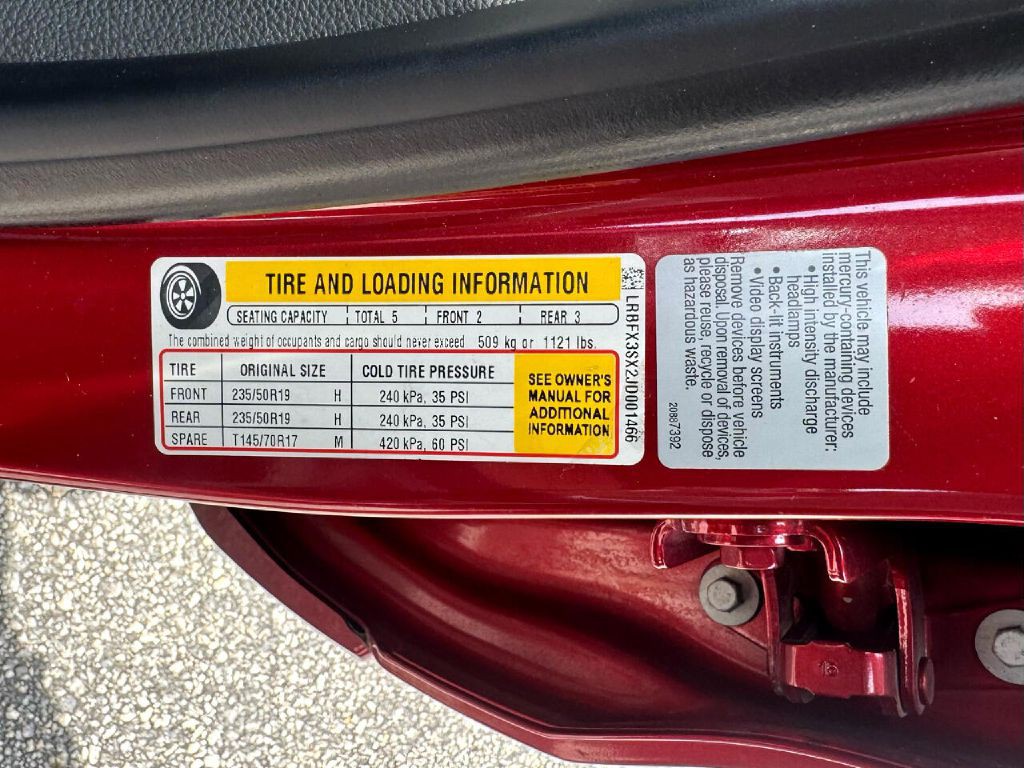 TIRE AND LOADING INFORMATION
SEATING CAPACITY TOTAL 5 FRONT 2 REAR 3
The combined weight of occupants and cargo should never exceed 509 kg or 1121 lbs.
TIRE ORIGINAL SIZE COLD TIRE PRESSURE
FRONT 235/50R19 H 240 kPa, 35 PSI
REAR 235/50R19 H 240 kPa, 35 PSI
SPARE T145/70R17 M 420 kPa, 60 PSI
SEE OWNER'S
MANUAL FOR
ADDITIONAL
INFORMATION
LRBFX3SX2JD001466
This vehicle may include
mercury-containing devices
installed by the manufacturer:
• High intensity discharge
headlamps
• Back-lit instruments
• Video display screens
Remove devices before vehicle
disposal. Upon removal of devices,
please reuse, recycle or dispose
as hazardous waste.
20887392